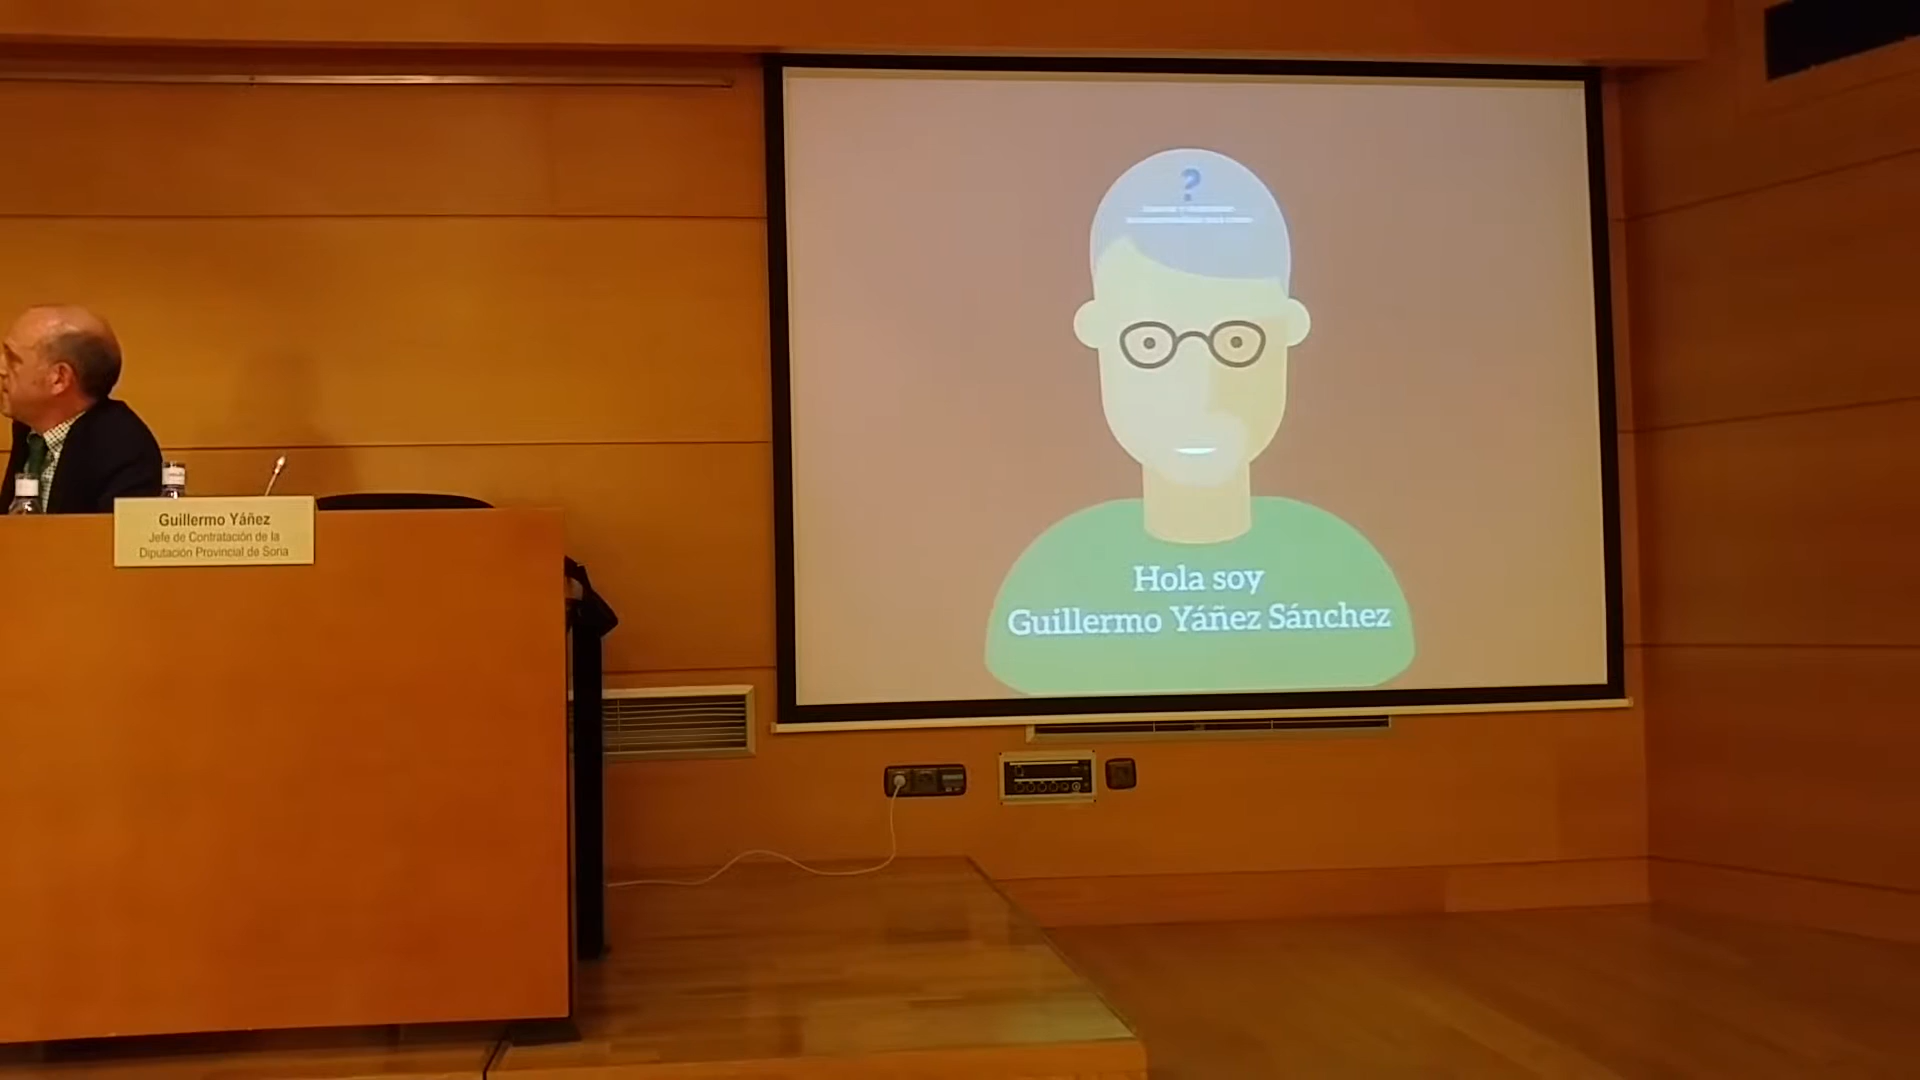 Guillermo Yáñez
Jefe de Contratación de la
Diputación Provincial de Soria
?
Hola soy
Guillermo Yáñez Sánchez